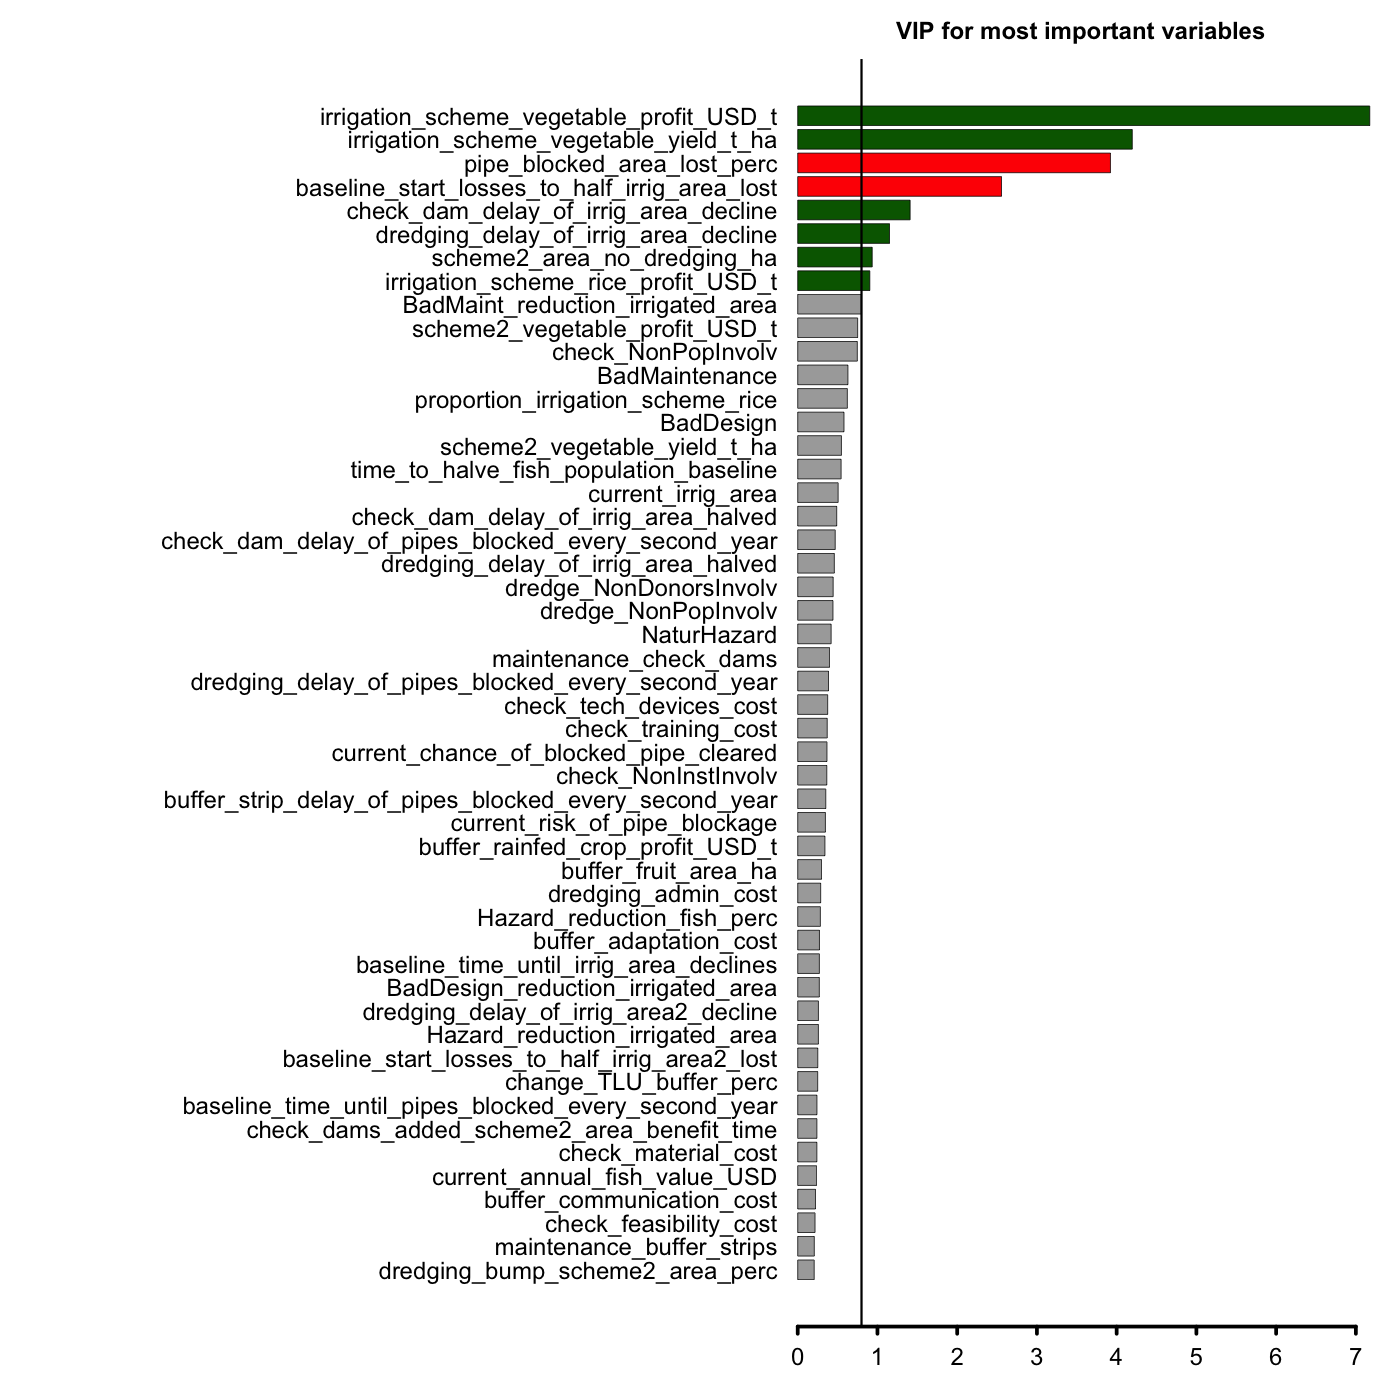 VIP for most important variables
irrigation_scheme_vegetable_profit_USD_t
irrigation_scheme_vegetable_yield_t_ha
pipe_blocked_area_lost_perc
baseline_start_losses_to_half_irrig_area_lost
check_dam_delay_of_irrig_area_decline
dredging_delay_of_irrig_area_decline
scheme2_area_no_dredging_ha
irrigation_scheme_rice_profit_USD_t
BadMaint_reduction_irrigated_area
scheme2_vegetable_profit_USD_t
check_NonPopInvolv
BadMaintenance
proportion_irrigation_scheme_rice
BadDesign
scheme2_vegetable_yield_t_ha
time_to_halve_fish_population_baseline
current_irrig_area
check_dam_delay_of_irrig_area_halved
check_dam_delay_of_pipes_blocked_every_second_year
dredging_delay_of_irrig_area_halved
dredge_NonDonorsInvolv
dredge_NonPopInvolv
NaturHazard
maintenance_check_dams
dredging_delay_of_pipes_blocked_every_second_year
check_tech_devices_cost
check_training_cost
current_chance_of_blocked_pipe_cleared
check_NonInstInvolv
buffer_strip_delay_of_pipes_blocked_every_second_year
current_risk_of_pipe_blockage
buffer_rainfed_crop_profit_USD_t
buffer_fruit_area_ha
dredging_admin_cost
Hazard_reduction_fish_perc
buffer_adaptation_cost
baseline_time_until_irrig_area_declines
BadDesign_reduction_irrigated_area
dredging_delay_of_irrig_area2_decline
Hazard_reduction_irrigated_area
baseline_start_losses_to_half_irrig_area2_lost
change_TLU_buffer_perc
baseline_time_until_pipes_blocked_every_second_year
check_dams_added_scheme2_area_benefit_time
check_material_cost
current_annual_fish_value_USD
buffer_communication_cost
check_feasibility_cost
maintenance_buffer_strips
dredging_bump_scheme2_area_perc
0 1 2 3 4 5 6 7